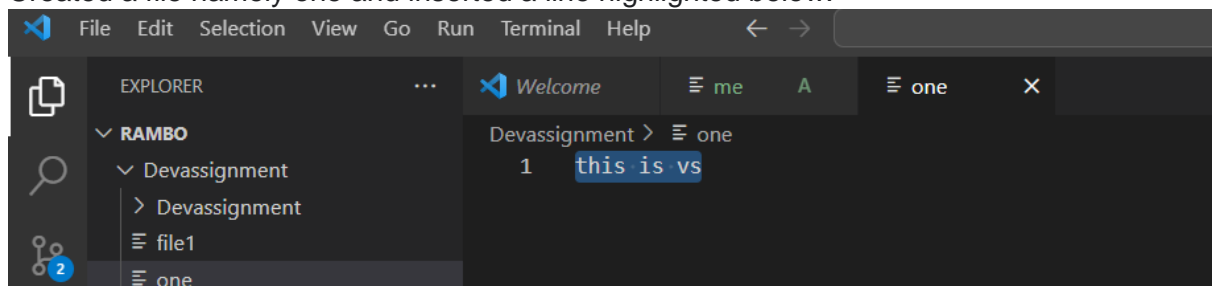 Created a file namely one and inserted a line highlighted below.
File Edit Selection View Go Run Terminal Help
EXPLORER ... Welcome me A one
RAMBO
Devassignment > one
1 this is vs
Devassignment
Devassignment
file1
2
one